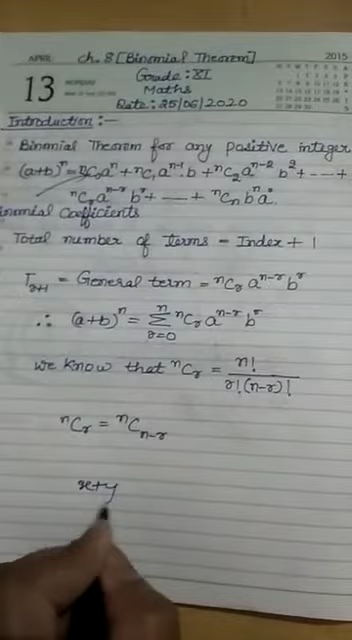 APRIL
2015
13
Ch. 8 [Binomial Theorem]
Grade: XI
Maths
Date: 25/06/2020
Introduction:-
Binomial Theorem for any positive integer
(a+b)ⁿ = ⁿC₀aⁿ + ⁿC₁aⁿ⁻¹.b + ⁿC₂aⁿ⁻²b² + ---- +
ⁿCᵣaⁿ⁻ʳbʳ + ---- + ⁿCₙbⁿa⁰.
inomial Coefficients
Total number of terms = Index + 1
Tᵣ₊₁ = General term = ⁿCᵣ aⁿ⁻ʳ bʳ
∴ (a+b)ⁿ = Σⁿᵣ₌₀ ⁿCᵣ aⁿ⁻ʳ bʳ
we know that ⁿCᵣ = n! / r!(n-r)!
ⁿCᵣ = ⁿCₙ₋ᵣ
x+y